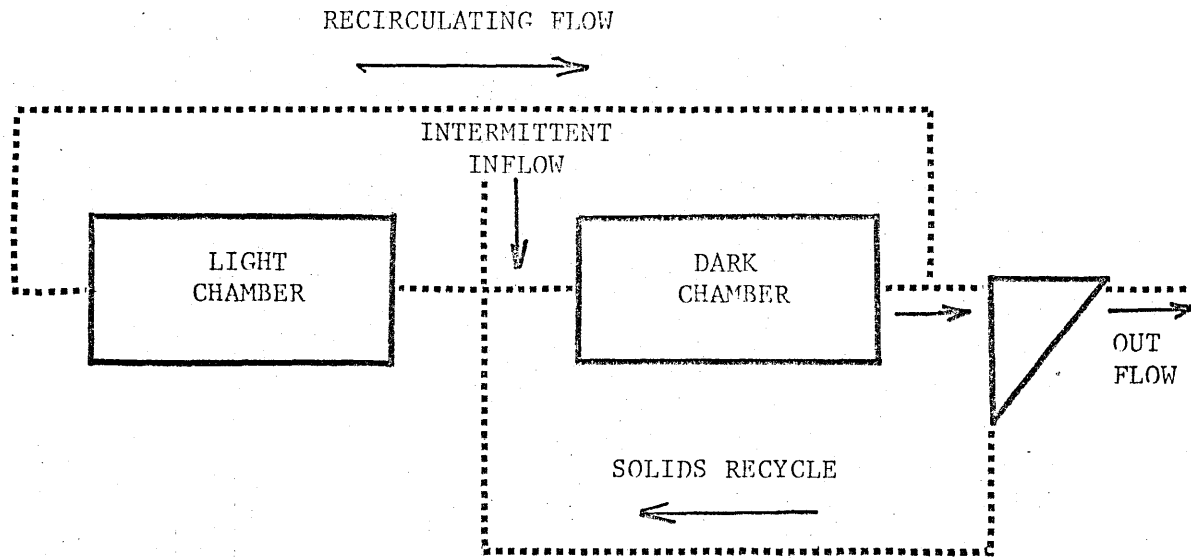 RECIRCULATING FLOW
INTERMITTENT
INFLOW
LIGHT
CHAMBER
DARK
CHAMBER
OUT
FLOW
SOLIDS RECYCLE